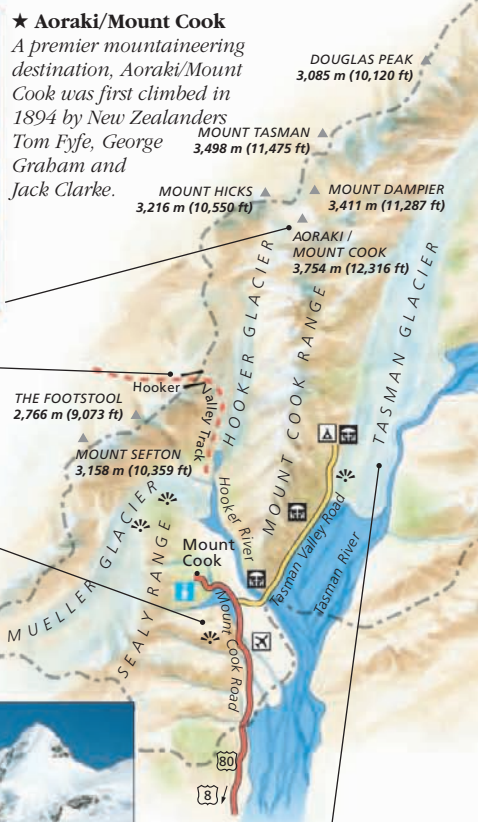 ★ Aoraki/Mount Cook
A premier mountaineering
destination, Aoraki/Mount
Cook was first climbed in
1894 by New Zealanders
Tom Fyfe, George
Graham and
Jack Clarke.
DOUGLAS PEAK
3,085 m (10,120 ft)
MOUNT TASMAN
3,498 m (11,475 ft)
MOUNT HICKS
3,216 m (10,550 ft)
MOUNT DAMPIER
3,411 m (11,287 ft)
AORAKI /
MOUNT COOK
3,754 m (12,316 ft)
HOOKER GLACIER
MOUNT COOK RANGE
TASMAN GLACIER
Hooker
Valley Track
THE FOOTSTOOL
2,766 m (9,073 ft)
MOUNT SEFTON
3,158 m (10,359 ft)
MUELLER GLACIER
SEALY RANGE
Hooker River
Mount
Cook
Tasman Valley Road
Tasman River
Mount Cook Road
80
8